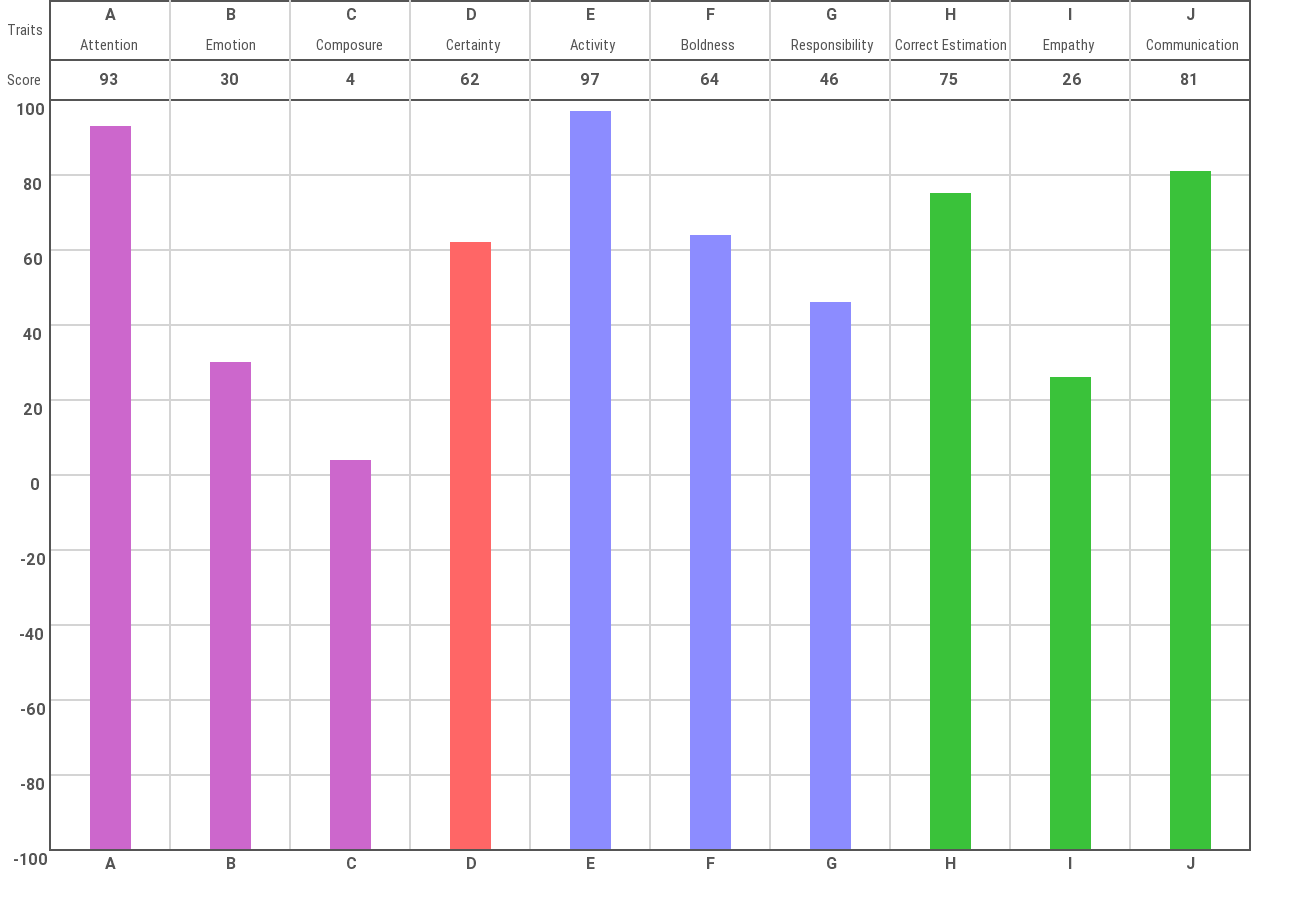 Traits
A B C D E F G H I J
Attention Emotion Composure Certainty Activity Boldness Responsibility Correct Estimation Empathy Communication
Score 93 30 4 62 97 64 46 75 26 81
100
80
60
40
20
0
-20
-40
-60
-80
-100
A B C D E F G H I J